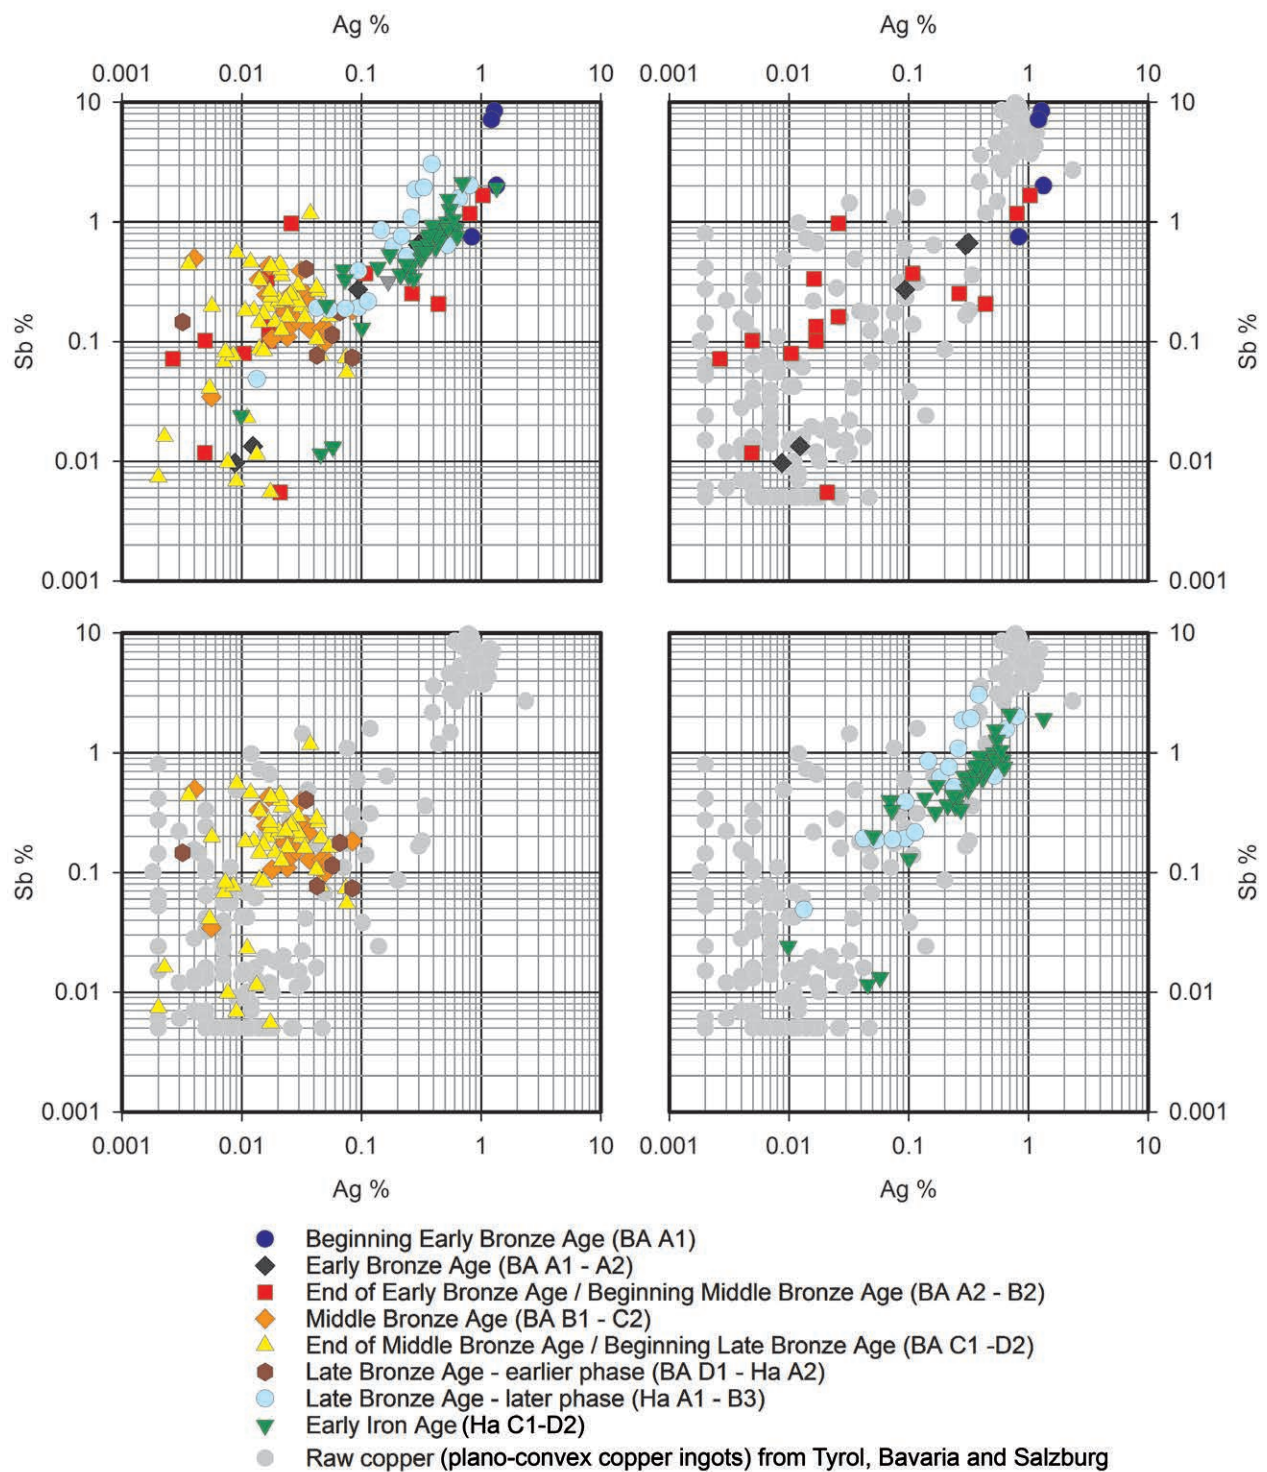 Ag %
Ag %
0.001 0.01 0.1 1 10
0.001 0.01 0.1 1 10
10
1
0.1
0.01
0.001
Sb %
10
1
0.1
0.01
0.001
Sb %
10
1
0.1
0.01
0.001
Sb %
10
1
0.1
0.01
0.001
Sb %
0.001 0.01 0.1 1 10
0.001 0.01 0.1 1 10
Ag %
Ag %
Beginning Early Bronze Age (BA A1)
Early Bronze Age (BA A1 - A2)
End of Early Bronze Age / Beginning Middle Bronze Age (BA A2 - B2)
Middle Bronze Age (BA B1 - C2)
End of Middle Bronze Age / Beginning Late Bronze Age (BA C1 -D2)
Late Bronze Age - earlier phase (BA D1 - Ha A2)
Late Bronze Age - later phase (Ha A1 - B3)
Early Iron Age (Ha C1-D2)
Raw copper (plano-convex copper ingots) from Tyrol, Bavaria and Salzburg